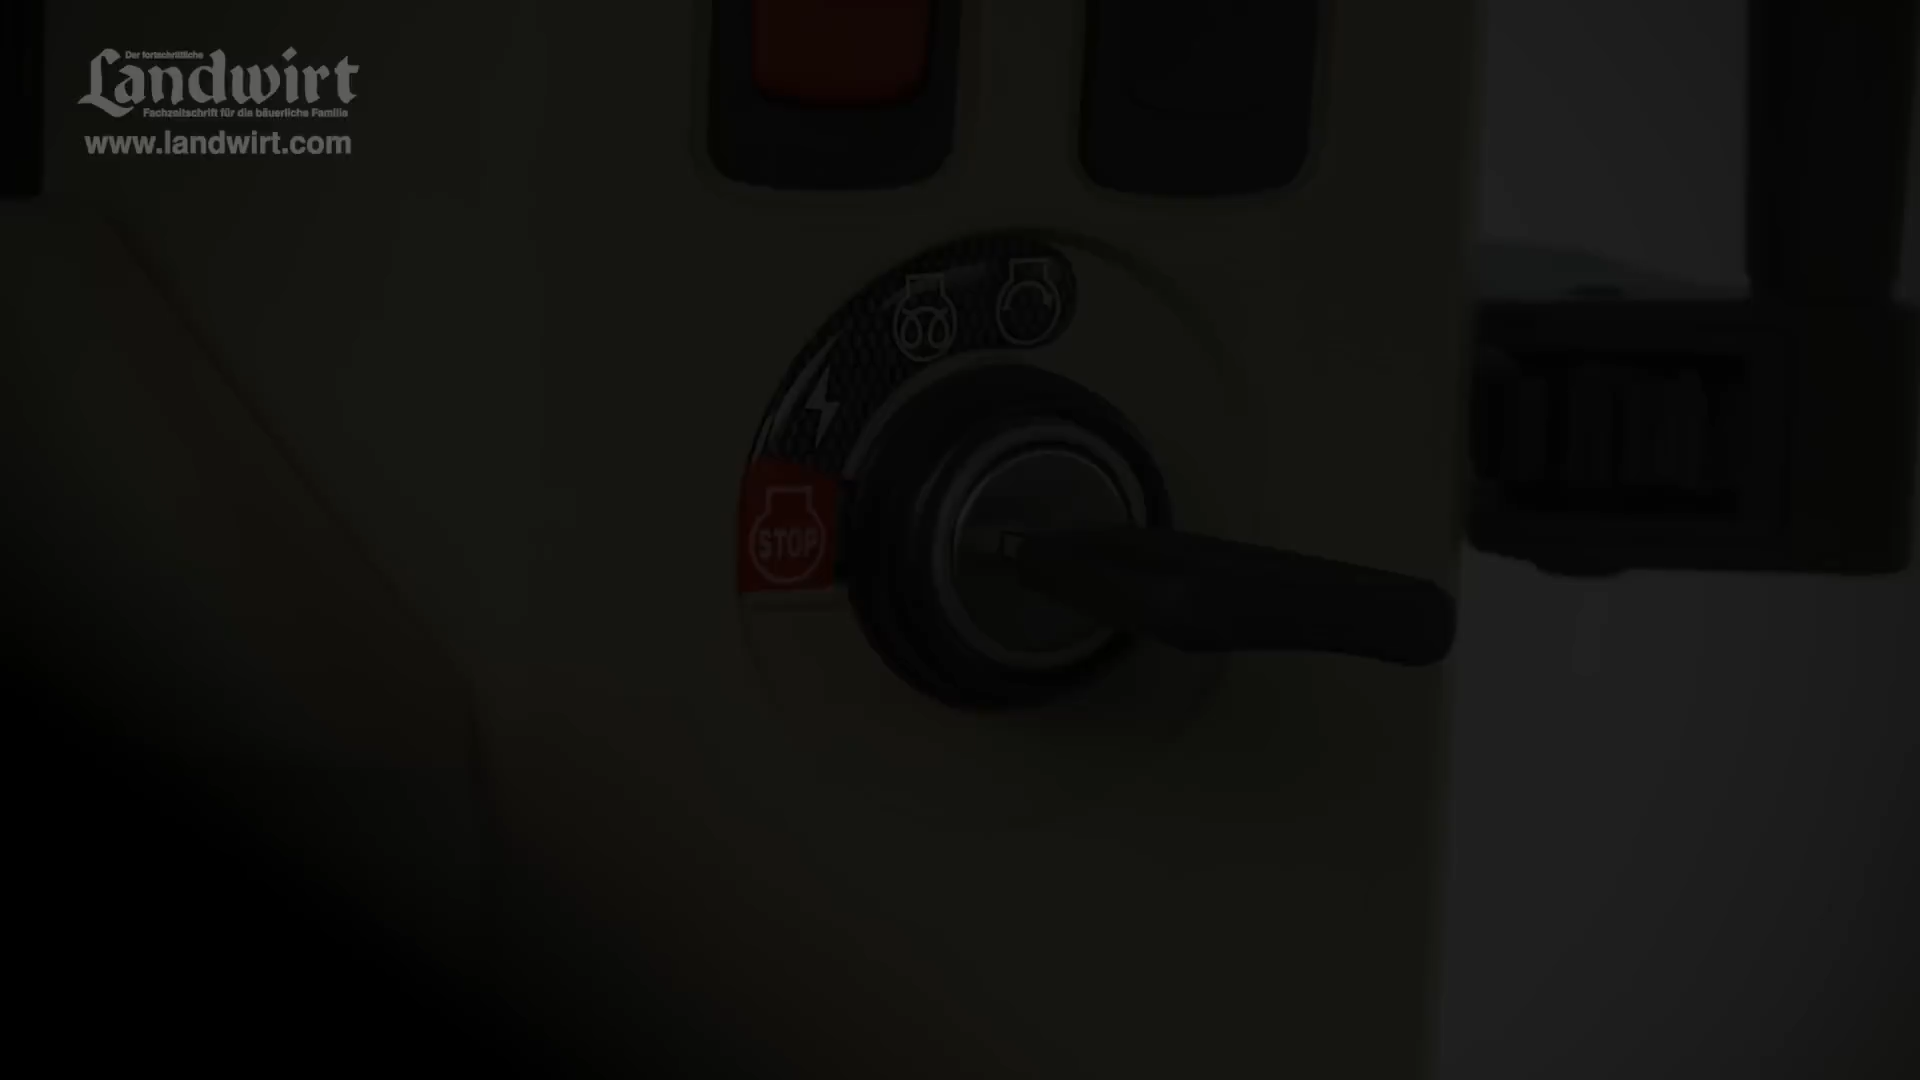 Der fortschrittliche
Landwirt
Fachzeitschrift für die bäuerliche Familie
www.landwirt.com
STOP